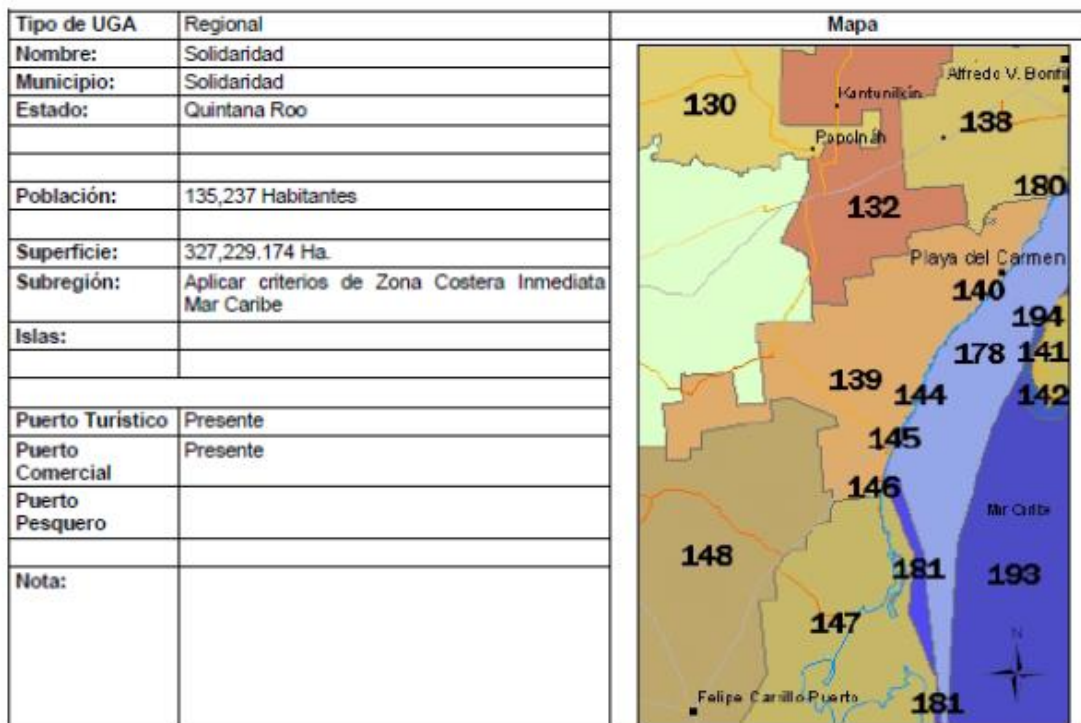 Tipo de UGA Regional Mapa
Nombre: Solidaridad
Municipio: Solidaridad
Estado: Quintana Roo
Población: 135,237 Habitantes
Superficie: 327,229.174 Ha.
Subregión: Aplicar criterios de Zona Costera Inmediata
Mar Caribe
Islas:
Puerto Turístico Presente
Puerto Presente
Comercial
Puerto
Pesquero
Nota:
Alfredo V. Bonfil
Kantunilkin
130
138
Popolnáh
180
132
Playa del Carmen
140
194
178 141
139
144 142
145
146
Mar Caribe
148
181 193
147
N
Felipe Carrillo Puerto
181